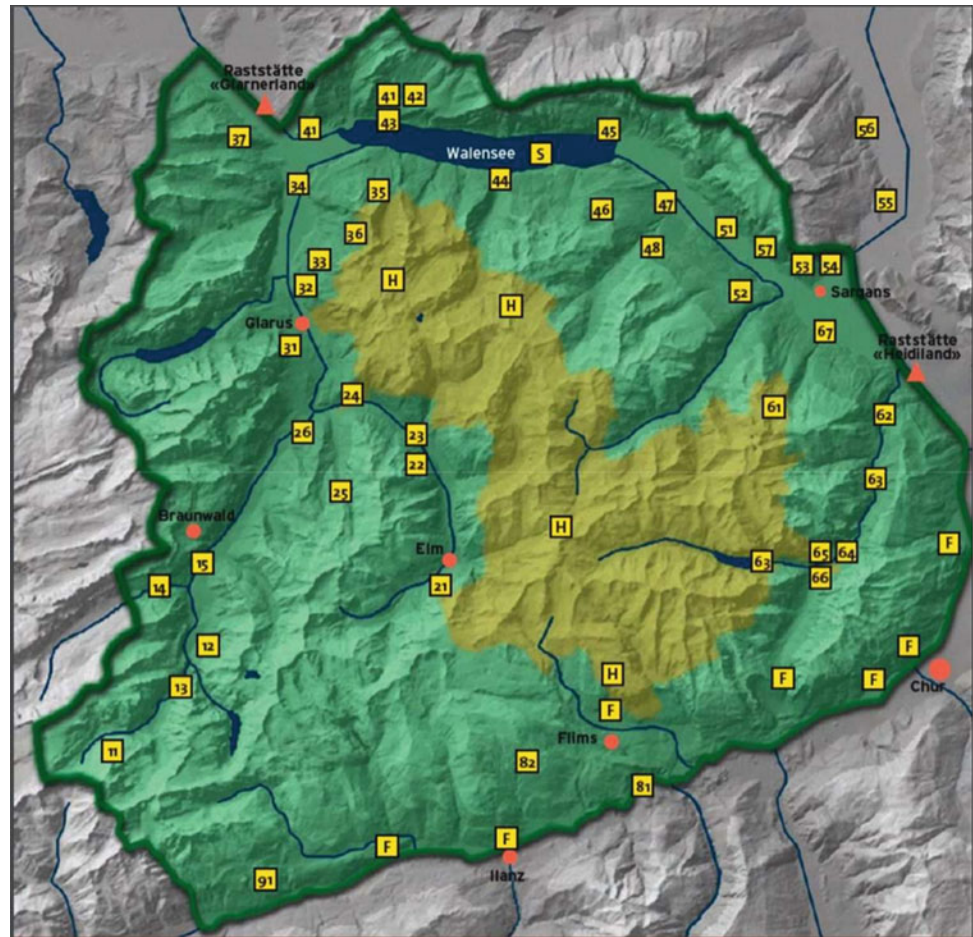 Raststätte
«Glarnerland»
41
42
43
37
41
45
56
Walensee
S
44
34
35
55
46
47
36
51
48
57
33
53
54
H
32
52
Sargans
H
Glarus
67
31
Raststätte
«Heidiland»
24
61
62
26
23
22
63
25
Braunwald
H
F
Elm
65
64
15
63
14
21
66
12
F
H
F
F
13
Chur
F
Flims
11
82
81
F
F
Ilanz
91